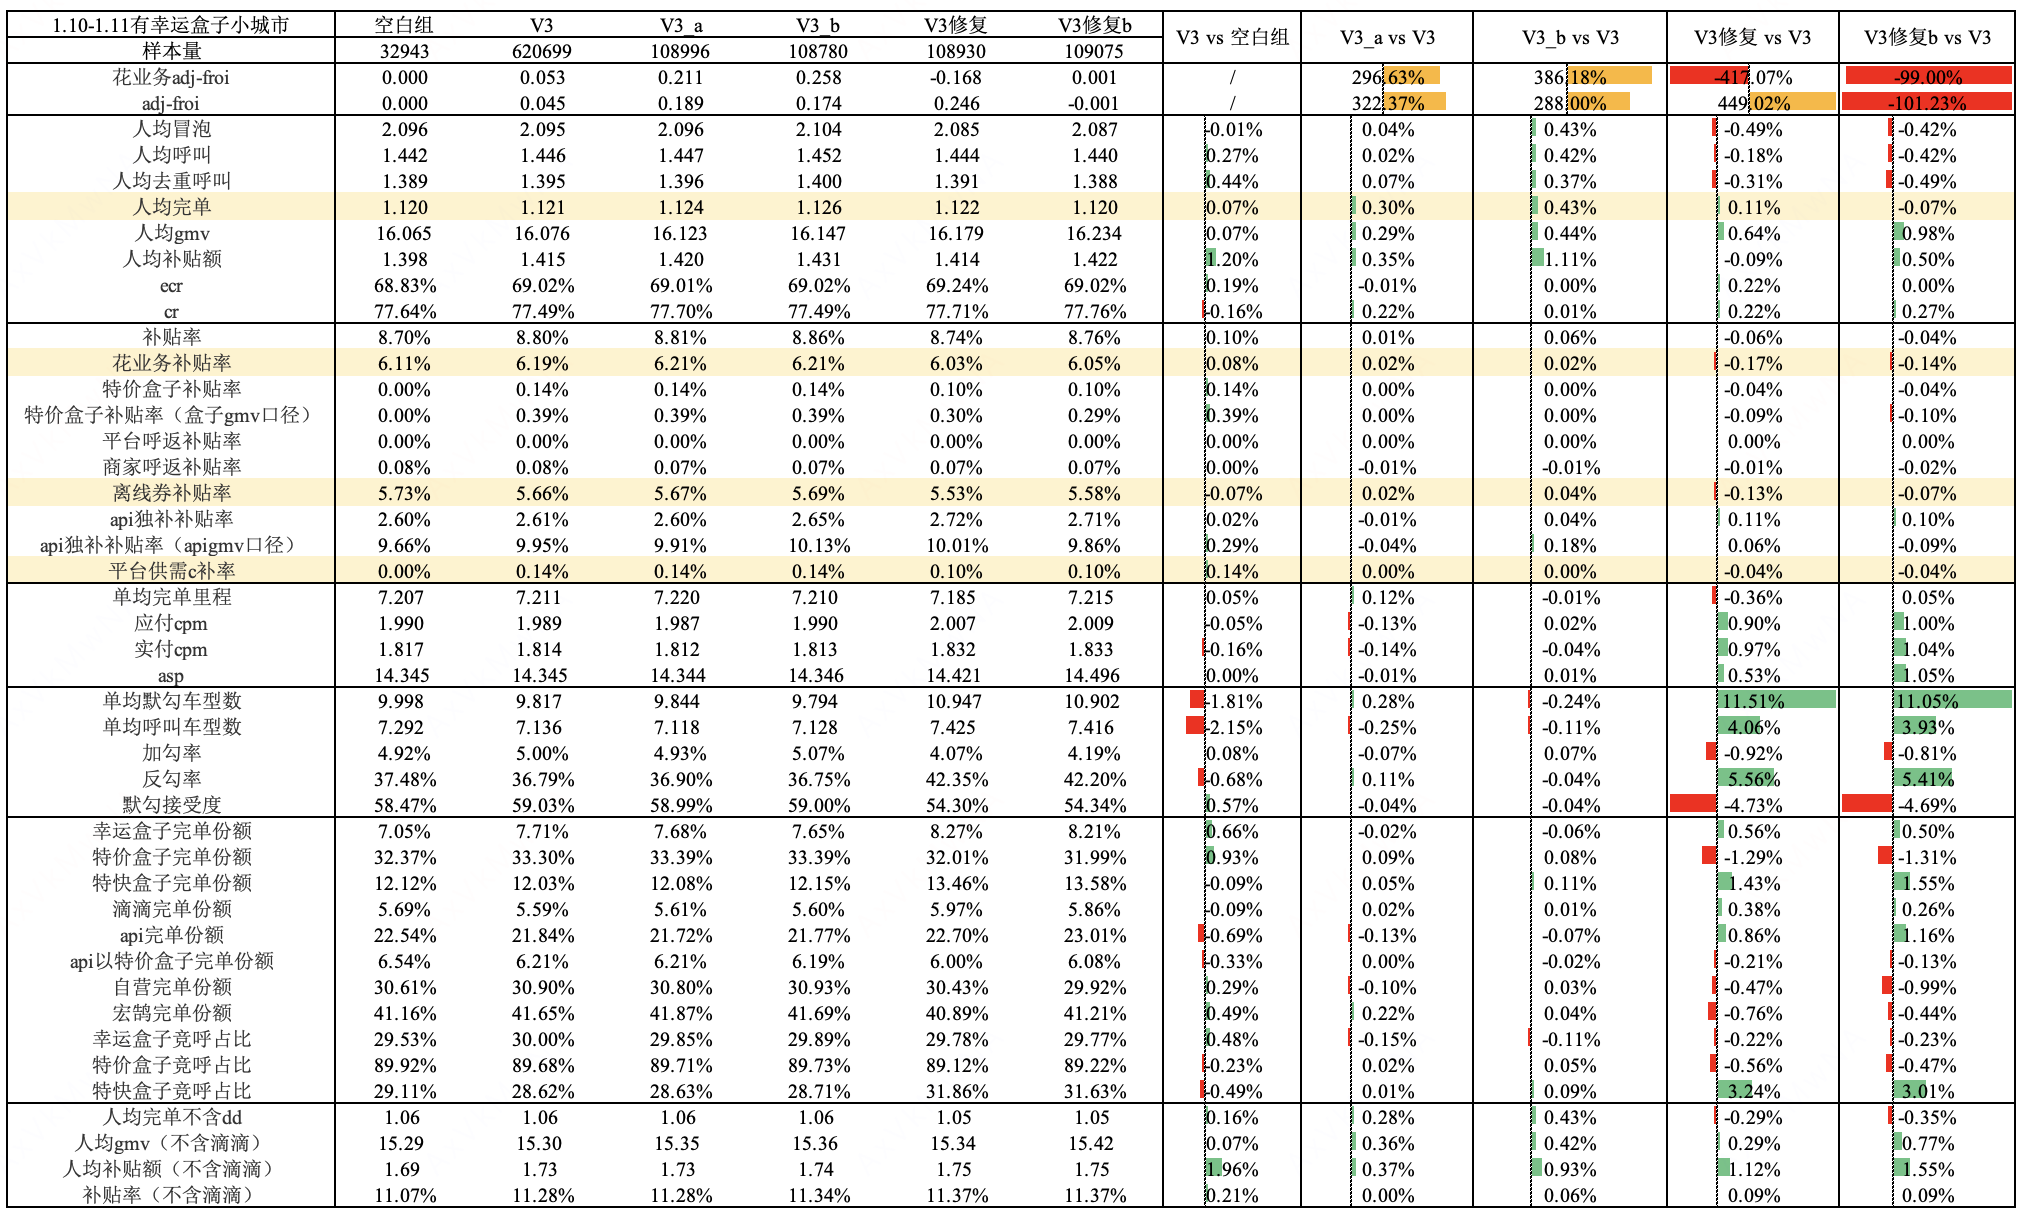 1.10-1.11有幸运盒子小城市 空白组 V3 V3_a V3_b V3修复 V3修复b V3 vs 空白组 V3_a vs V3 V3_b vs V3 V3修复 vs V3 V3修复b vs V3
样本量 32943 620699 108996 108780 108930 109075
花业务adj-froi 0.000 0.053 0.211 0.258 -0.168 0.001 / 296.63% 386.18% -417.07% -99.00%
adj-froi 0.000 0.045 0.189 0.174 0.246 -0.001 / 322.37% 288.00% 449.02% -101.23%
人均冒泡 2.096 2.095 2.096 2.104 2.085 2.087 -0.01% 0.04% 0.43% -0.49% -0.42%
人均呼叫 1.442 1.446 1.447 1.452 1.444 1.440 0.27% 0.02% 0.42% -0.18% -0.42%
人均去重呼叫 1.389 1.395 1.396 1.400 1.391 1.388 0.44% 0.07% 0.37% -0.31% -0.49%
人均完单 1.120 1.121 1.124 1.126 1.122 1.120 0.07% 0.30% 0.43% 0.11% -0.07%
人均gmv 16.065 16.076 16.123 16.147 16.179 16.234 0.07% 0.29% 0.44% 0.64% 0.98%
人均补贴额 1.398 1.415 1.420 1.431 1.414 1.422 1.20% 0.35% 1.11% -0.09% 0.50%
ecr 68.83% 69.02% 69.01% 69.02% 69.24% 69.02% 0.19% -0.01% 0.00% 0.22% 0.00%
cr 77.64% 77.49% 77.70% 77.49% 77.71% 77.76% -0.16% 0.22% 0.01% 0.22% 0.27%
补贴率 8.70% 8.80% 8.81% 8.86% 8.74% 8.76% 0.10% 0.01% 0.06% -0.06% -0.04%
花业务补贴率 6.11% 6.19% 6.21% 6.21% 6.03% 6.05% 0.08% 0.02% 0.02% -0.17% -0.14%
特价盒子补贴率 0.00% 0.14% 0.14% 0.14% 0.10% 0.10% 0.14% 0.00% 0.00% -0.04% -0.04%
特价盒子补贴率（盒子gmv口径） 0.00% 0.39% 0.39% 0.39% 0.30% 0.29% 0.39% 0.00% 0.00% -0.09% -0.10%
平台呼返补贴率 0.00% 0.00% 0.00% 0.00% 0.00% 0.00% 0.00% 0.00% 0.00% 0.00% 0.00%
商家呼返补贴率 0.08% 0.08% 0.07% 0.07% 0.07% 0.07% 0.00% -0.01% -0.01% -0.01% -0.02%
离线券补贴率 5.73% 5.66% 5.67% 5.69% 5.53% 5.58% -0.07% 0.02% 0.04% -0.13% -0.07%
api独补补贴率 2.60% 2.61% 2.60% 2.65% 2.72% 2.71% 0.02% -0.01% 0.04% 0.11% 0.10%
api独补补贴率（apigmv口径） 9.66% 9.95% 9.91% 10.13% 10.01% 9.86% 0.29% -0.04% 0.18% 0.06% -0.09%
平台供需c补率 0.00% 0.14% 0.14% 0.14% 0.10% 0.10% 0.14% 0.00% 0.00% -0.04% -0.04%
单均完单里程 7.207 7.211 7.220 7.210 7.185 7.215 0.05% 0.12% -0.01% -0.36% 0.05%
应付cpm 1.990 1.989 1.987 1.990 2.007 2.009 -0.05% -0.13% 0.02% 0.90% 1.00%
实付cpm 1.817 1.814 1.812 1.813 1.832 1.833 -0.16% -0.14% -0.04% 0.97% 1.04%
asp 14.345 14.345 14.344 14.346 14.421 14.496 0.00% -0.01% 0.01% 0.53% 1.05%
单均默勾车型数 9.998 9.817 9.844 9.794 10.947 10.902 -1.81% 0.28% -0.24% 11.51% 11.05%
单均呼叫车型数 7.292 7.136 7.118 7.128 7.425 7.416 -2.15% -0.25% -0.11% 4.06% 3.93%
加勾率 4.92% 5.00% 4.93% 5.07% 4.07% 4.19% 0.08% -0.07% 0.07% -0.92% -0.81%
反勾率 37.48% 36.79% 36.90% 36.75% 42.35% 42.20% -0.68% 0.11% -0.04% 5.56% 5.41%
默勾接受度 58.47% 59.03% 58.99% 59.00% 54.30% 54.34% 0.57% -0.04% -0.04% -4.73% -4.69%
幸运盒子完单份额 7.05% 7.71% 7.68% 7.65% 8.27% 8.21% 0.66% -0.02% -0.06% 0.56% 0.50%
特价盒子完单份额 32.37% 33.30% 33.39% 33.39% 32.01% 31.99% 0.93% 0.09% 0.08% -1.29% -1.31%
特快盒子完单份额 12.12% 12.03% 12.08% 12.15% 13.46% 13.58% -0.09% 0.05% 0.11% 1.43% 1.55%
滴滴完单份额 5.69% 5.59% 5.61% 5.60% 5.97% 5.86% -0.09% 0.02% 0.01% 0.38% 0.26%
api完单份额 22.54% 21.84% 21.72% 21.77% 22.70% 23.01% -0.69% -0.13% -0.07% 0.86% 1.16%
api以特价盒子完单份额 6.54% 6.21% 6.21% 6.19% 6.00% 6.08% -0.33% 0.00% -0.02% -0.21% -0.13%
自营完单份额 30.61% 30.90% 30.80% 30.93% 30.43% 29.92% 0.29% -0.10% 0.03% -0.47% -0.99%
宏鹄完单份额 41.16% 41.65% 41.87% 41.69% 40.89% 41.21% 0.49% 0.22% 0.04% -0.76% -0.44%
幸运盒子竞呼占比 29.53% 30.00% 29.85% 29.89% 29.78% 29.77% 0.48% -0.15% -0.11% -0.22% -0.23%
特价盒子竞呼占比 89.92% 89.68% 89.71% 89.73% 89.12% 89.22% -0.23% 0.02% 0.05% -0.56% -0.47%
特快盒子竞呼占比 29.11% 28.62% 28.63% 28.71% 31.86% 31.63% -0.49% 0.01% 0.09% 3.24% 3.01%
人均完单不含dd 1.06 1.06 1.06 1.06 1.05 1.05 0.16% 0.28% 0.43% -0.29% -0.35%
人均gmv（不含滴滴） 15.29 15.30 15.35 15.36 15.34 15.42 0.07% 0.36% 0.42% 0.29% 0.77%
人均补贴额（不含滴滴） 1.69 1.73 1.73 1.74 1.75 1.75 1.96% 0.37% 0.93% 1.12% 1.55%
补贴率（不含滴滴） 11.07% 11.28% 11.28% 11.34% 11.37% 11.37% 0.21% 0.00% 0.06% 0.09% 0.09%